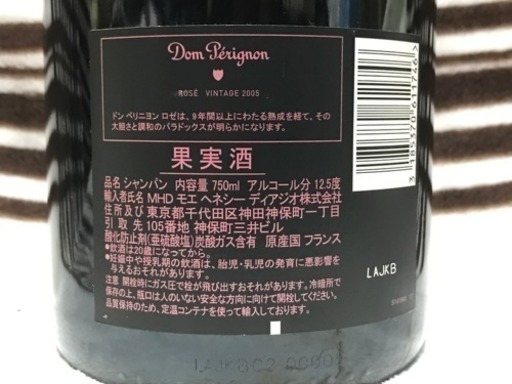 Dom Pérignon
ROSÉ VINTAGE 2005
ドン ペリニヨン ロゼは、9年間以上にわたる熟成を経て、その
大胆さと調和のパラドックスが明らかになります。
果実酒
品名 シャンパン 内容量 750ml アルコール分 12.5度
輸入者氏名 MHD モエ ヘネシー ディアジオ株式会社
住所及び 東京都千代田区神田神保町一丁目
引取先 105番地 神保町三井ビル
酸化防止剤(亜硫酸塩)炭酸ガス含有 原産国 フランス
●飲酒は20歳になってから。
●妊娠中や授乳期の飲酒は、胎児・乳児の発育に悪影響を
与えるおそれがあります。
注意 開栓時にガス圧で栓が飛び出すおそれがあります。冷暗所で
保存の上、瓶口は人のいない安全な方向に向けて開栓してください。
品質保持のため、定温コンテナを使って輸入しております。
3 185370 611746
LAJKB